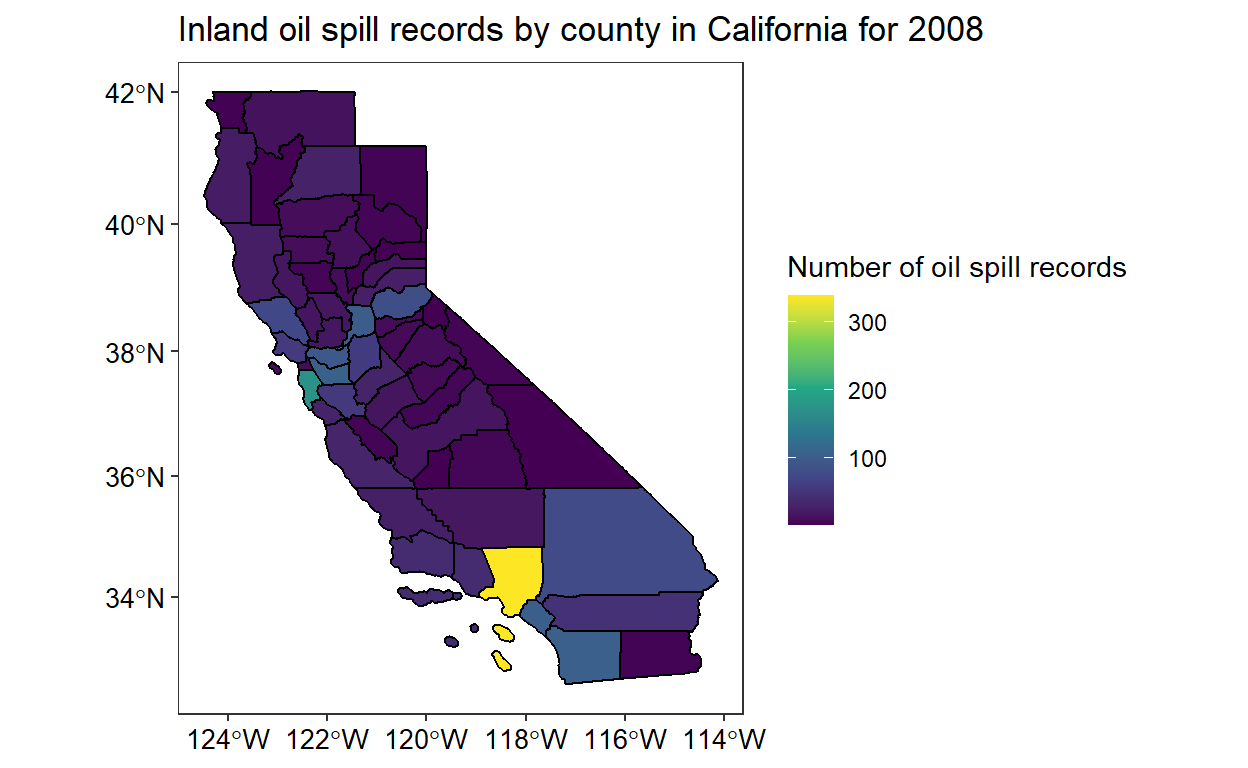 Inland oil spill records by county in California for 2008
42°N
40°N
38°N
36°N
34°N
124°W 122°W 120°W 118°W 116°W 114°W
Number of oil spill records
300
200
100